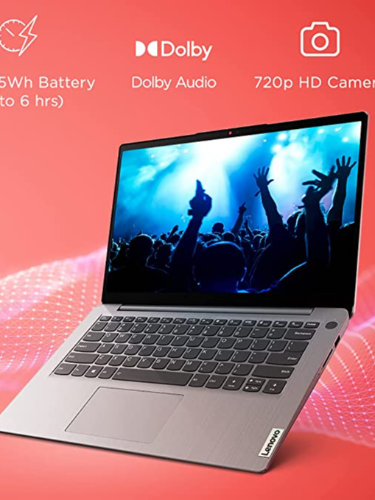 5Wh Battery
to 6 hrs)
Dolby
Dolby Audio
720p HD Camer
Lenovo